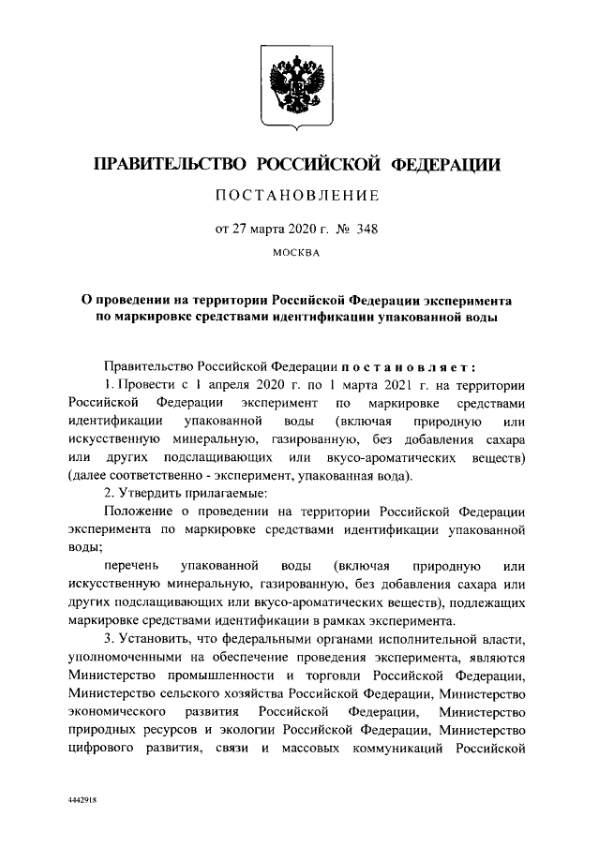 ПРАВИТЕЛЬСТВО РОССИЙСКОЙ ФЕДЕРАЦИИ
ПОСТАНОВЛЕНИЕ
от 27 марта 2020 г. № 348
МОСКВА
О проведении на территории Российской Федерации эксперимента
по маркировке средствами идентификации упакованной воды
Правительство Российской Федерации постановляет:
1. Провести с 1 апреля 2020 г. по 1 марта 2021 г. на территории
Российской Федерации эксперимент по маркировке средствами
идентификации упакованной воды (включая природную или
искусственную минеральную, газированную, без добавления сахара
или других подслащивающих или вкусо-ароматических веществ)
(далее соответственно - эксперимент, упакованная вода).
2. Утвердить прилагаемые:
Положение о проведении на территории Российской Федерации
эксперимента по маркировке средствами идентификации упакованной
воды;
перечень упакованной воды (включая природную или
искусственную минеральную, газированную, без добавления сахара или
других подслащивающих или вкусо-ароматических веществ), подлежащих
маркировке средствами идентификации в рамках эксперимента.
3. Установить, что федеральными органами исполнительной власти,
уполномоченными на обеспечение проведения эксперимента, являются
Министерство промышленности и торговли Российской Федерации,
Министерство сельского хозяйства Российской Федерации, Министерство
экономического развития Российской Федерации, Министерство
природных ресурсов и экологии Российской Федерации, Министерство
цифрового развития, связи и массовых коммуникаций Российской
4442918